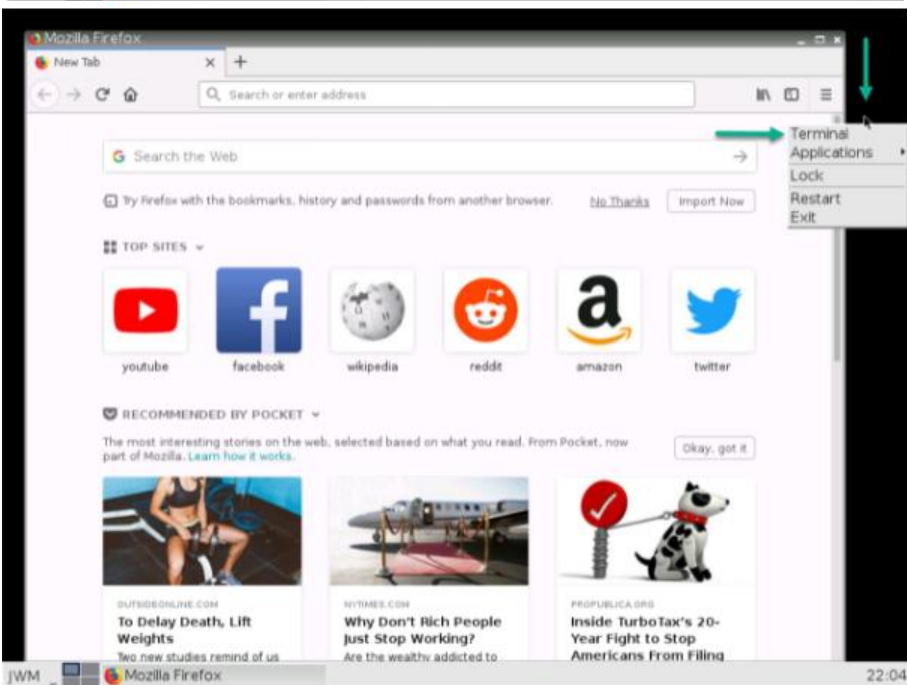 Mozilla Firefox
New Tab
Search or enter address
Terminal
Applications
Lock
Restart
Exit
Search the Web
Try Firefox with the bookmarks, history and passwords from another browser.
No Thanks
Import Now
TOP SITES
youtube
facebook
wikipedia
reddit
amazon
twitter
RECOMMENDED BY POCKET
The most interesting stories on the web, selected based on what you read. From Pocket, now
part of Mozilla. Learn how it works.
Okay, got it
OUTSIDEONLINE.COM
To Delay Death, Lift
Weights
Two new studies remind of us
NYTIMES.COM
Why Don't Rich People
Just Stop Working?
Are the wealthy addicted to
PROPUBLICA.ORG
Inside TurboTax's 20-
Year Fight to Stop
Americans From Filing
JWM
Mozilla Firefox
22:04